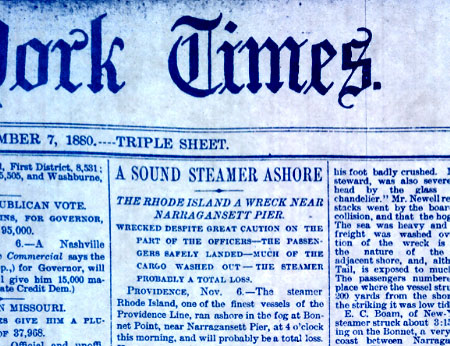 York Times.
MBER 7, 1880.----TRIPLE SHEET.
, First District, 8,531;
5,505, and Washburne,
UBLICAN VOTE.
INS, FOR GOVERNOR,
95,000.
6.—A Nashville
Commercial says the
p.,) for Governor, will
l give him 15,000 ma-
ate Credit Dem.)
N MISSOURI.
KS GIVE HIM A PLU-
OF 37,968.
Official and unoff
A SOUND STEAMER ASHORE
THE RHODE ISLAND A WRECK NEAR
NARRAGANSETT PIER.
WRECKED DESPITE GREAT CAUTION ON THE
PART OF THE OFFICERS—THE PASSEN-
GERS SAFELY LANDED—MUCH OF THE
CARGO WASHED OUT—THE STEAMER
PROBABLY A TOTAL LOSS.
PROVIDENCE, Nov. 6.—The steamer
Rhode Island, one of the finest vessels of the
Providence Line, ran ashore in the fog at Bon-
net Point, near Narragansett Pier, at 4 o'clock
this morning, and will probably be a total loss.
his foot badly crushed.
steward, was also severe
head by the glass
chandelier." Mr. Newell re
stacks went by the boar
collision, and that the hog
The sea was heavy and
freight was washed ov
tion of the wreck is
the nature of the
adjacent shore, and, alth
Tail, is exposed to much
The passengers number
place where the vessel stru
200 yards from the shor
the striking it was low tid
E. C. Boam, of New-
steamer struck about 3:15
ing on the Bonnet, a very
coast between Narragan